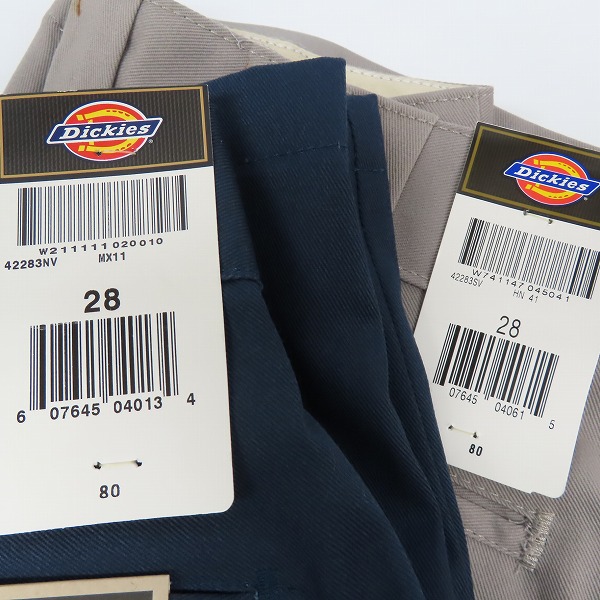 Dickies®
W211111020010
42283NV MX11
28
6 07645 04013 4
80
Dickies
W741147045041
42283SV HN 41
28
07645 04061 5
80